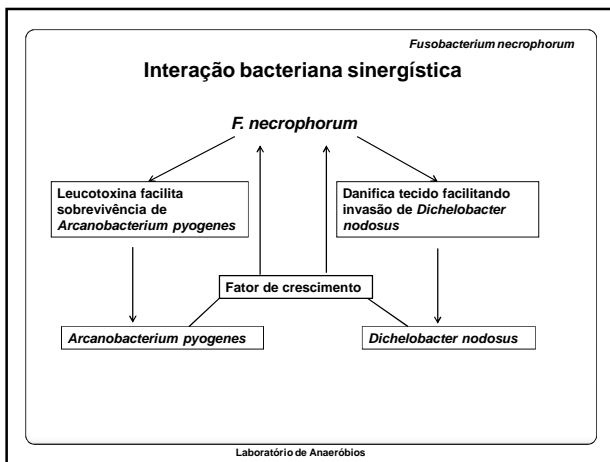 Fusobacterium necrophorum
Interação bacteriana sinergística
F. necrophorum
Leucotoxina facilita
sobrevivência de
Arcanobacterium pyogenes
Danifica tecido facilitando
invasão de Dichelobacter
nodosus
Fator de crescimento
Arcanobacterium pyogenes
Dichelobacter nodosus
Laboratório de Anaeróbios